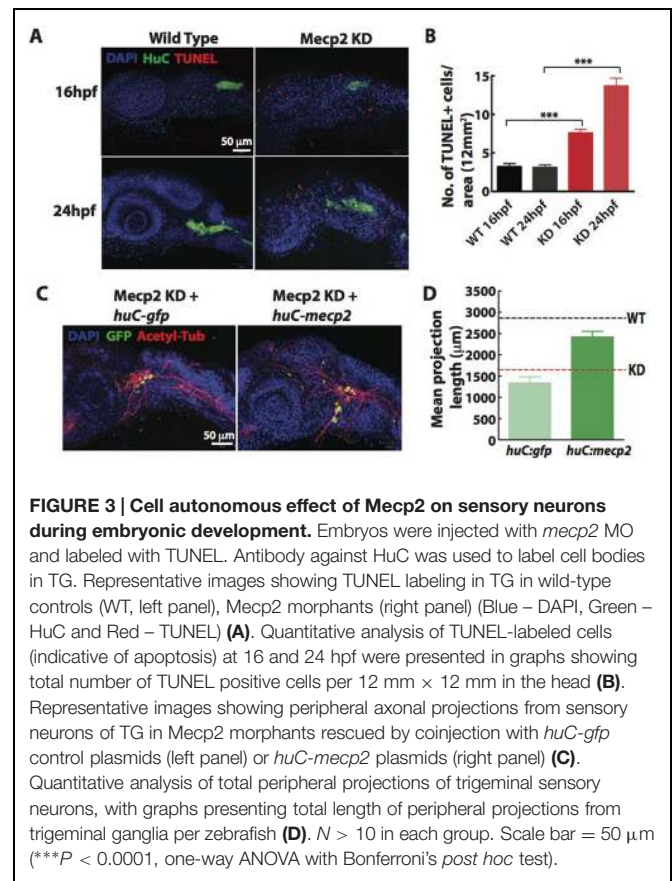 A
Wild Type
Mecp2 KD
DAPI HuC TUNEL
16hpf
50 μm
24hpf
B
No. of TUNEL+ cells/
area (12mm²)
15
10
5
0
***
***
WT 16hpf
WT 24hpf
KD 16hpf
KD 24hpf
C
Mecp2 KD +
huC-gfp
Mecp2 KD +
huC-mecp2
DAPI GFP Acetyl-Tub
50 μm
D
Mean projection
length (μm)
3500
3000
2500
2000
1500
1000
500
0
WT
KD
huC:gfp
huC:mecp2
FIGURE 3 | Cell autonomous effect of Mecp2 on sensory neurons
during embryonic development. Embryos were injected with mecp2 MO
and labeled with TUNEL. Antibody against HuC was used to label cell bodies
in TG. Representative images showing TUNEL labeling in TG in wild-type
controls (WT, left panel), Mecp2 morphants (right panel) (Blue – DAPI, Green –
HuC and Red – TUNEL) (A). Quantitative analysis of TUNEL-labeled cells
(indicative of apoptosis) at 16 and 24 hpf were presented in graphs showing
total number of TUNEL positive cells per 12 mm × 12 mm in the head (B).
Representative images showing peripheral axonal projections from sensory
neurons of TG in Mecp2 morphants rescued by coinjection with huC-gfp
control plasmids (left panel) or huC-mecp2 plasmids (right panel) (C).
Quantitative analysis of total peripheral projections of trigeminal sensory
neurons, with graphs presenting total length of peripheral projections from
trigeminal ganglia per zebrafish (D). N > 10 in each group. Scale bar = 50 μm
(***P < 0.0001, one-way ANOVA with Bonferroni's post hoc test).